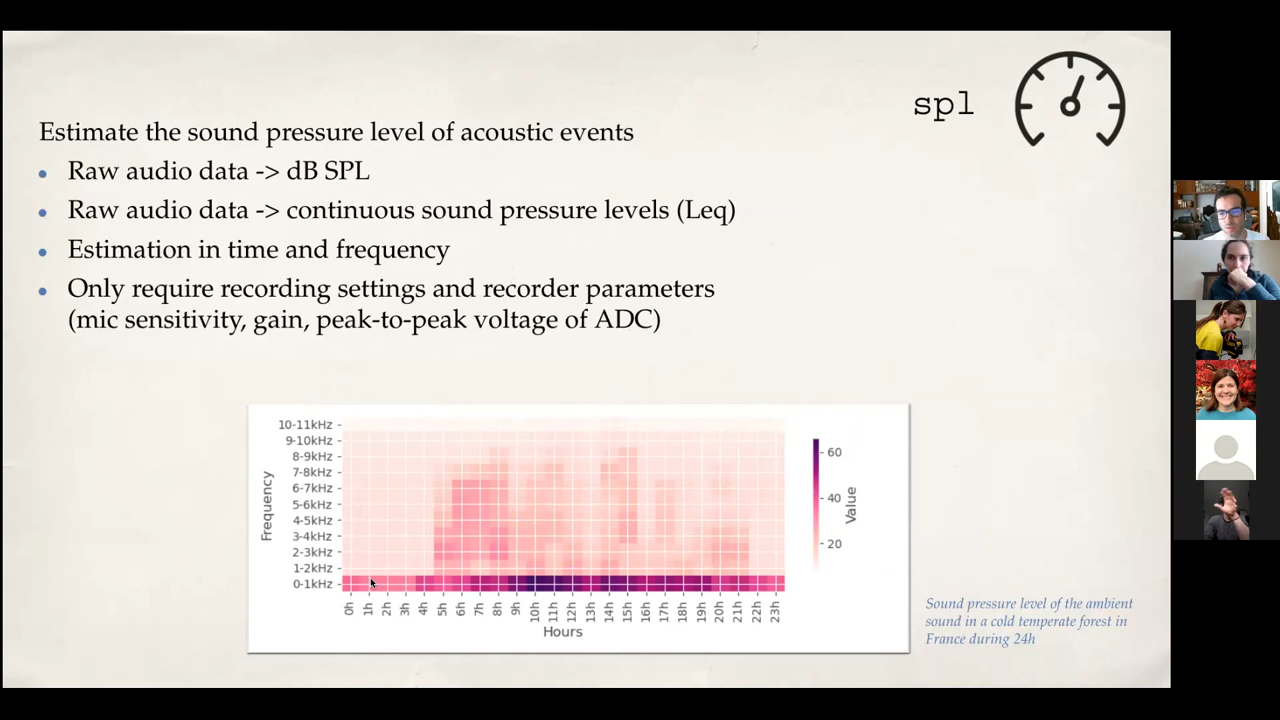 spl
Estimate the sound pressure level of acoustic events
Raw audio data -> dB SPL
Raw audio data -> continuous sound pressure levels (Leq)
Estimation in time and frequency
Only require recording settings and recorder parameters
(mic sensitivity, gain, peak-to-peak voltage of ADC)
10-11kHz
9-10kHz
8-9kHz
7-8kHz
6-7kHz
5-6kHz
4-5kHz
3-4kHz
2-3kHz
1-2kHz
0-1kHz
Frequency
0h 1h 2h 3h 4h 5h 6h 7h 8h 9h 10h 11h 12h 13h 14h 15h 16h 17h 18h 19h 20h 21h 22h 23h
Hours
60
40
20
Value
Sound pressure level of the ambient
sound in a cold temperate forest in
France during 24h